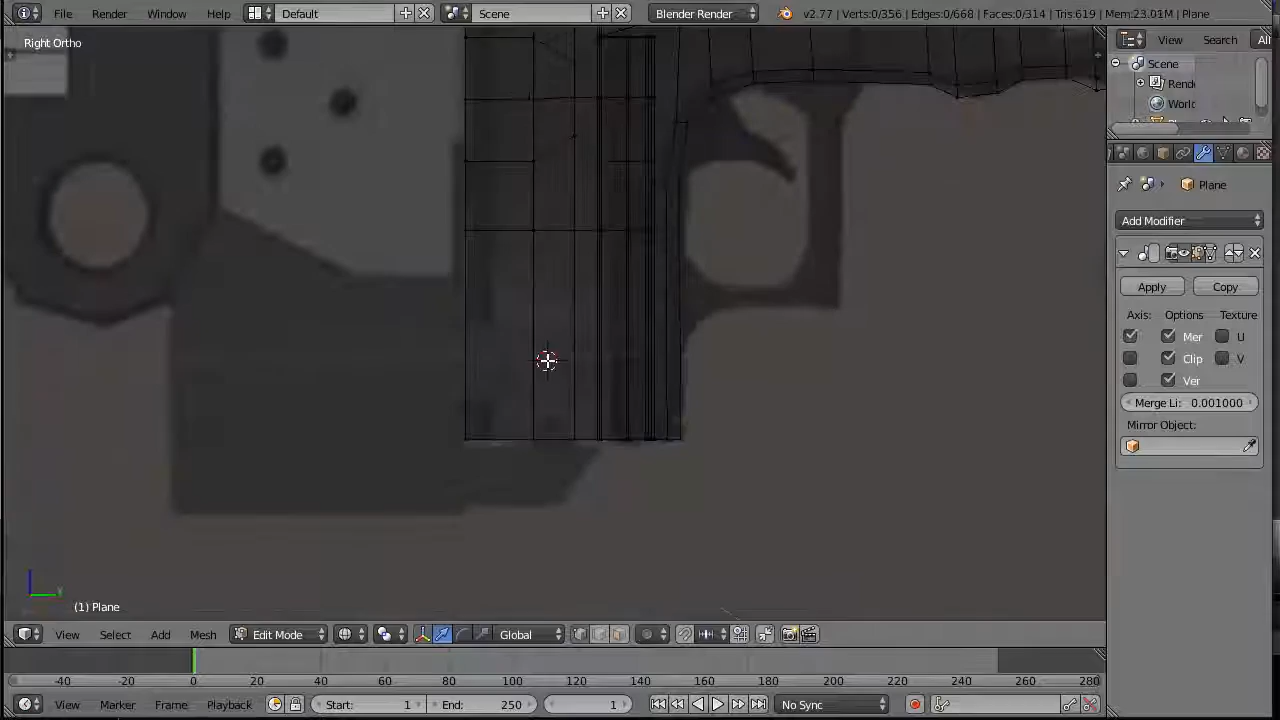 File Render Window Help Default Scene Blender Render v2.77 | Verts:0/356 | Edges:0/668 | Faces:0/314 | Tris:619 | Mem:23.01M | Plane
Right Ortho
View Search All
Scene
Rende
World
Plane
Add Modifier
Apply Copy
Axis: Options Texture
Mer U
Clip V
Ver
Merge Li: 0.001000
Mirror Object:
(1) Plane
View Select Add Mesh Edit Mode Global
-40 -20 0 20 40 60 80 100 120 140 160 180 200 220 240 260 280
View Marker Frame Playback Start: 1 End: 250 1 No Sync